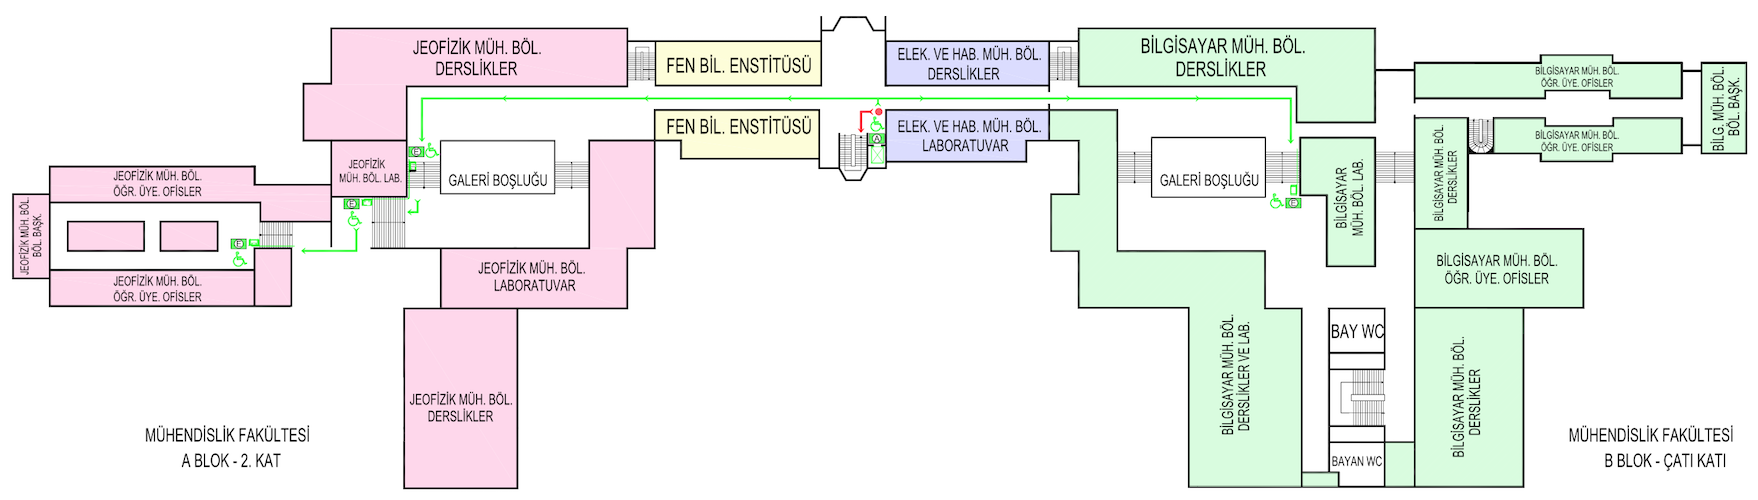 JEOFİZİK MÜH. BÖL.
DERSLİKLER
FEN BİL. ENSTİTÜSÜ
ELEK. VE HAB. MÜH. BÖL.
DERSLİKLER
BİLGİSAYAR MÜH. BÖL.
DERSLİKLER
BİLGİSAYAR MÜH. BÖL.
ÖĞR. ÜYE. OFİSLER
BİLG. MÜH. BÖL.
BÖL. BAŞK.
FEN BİL. ENSTİTÜSÜ
ELEK. VE HAB. MÜH. BÖL.
LABORATUVAR
A
BİLGİSAYAR MÜH. BÖL.
ÖĞR. ÜYE. OFİSLER
JEOFİZİK
MÜH. BÖL. LAB.
E
GALERİ BOŞLUĞU
GALERİ BOŞLUĞU
BİLGİSAYAR
MÜH. BÖL. LAB.
BİLGİSAYAR MÜH. BÖL.
DERSLİKLER
JEOFİZİK MÜH. BÖL.
ÖĞR. ÜYE. OFİSLER
E
E
JEOFİZİK MÜH. BÖL.
BÖL. BAŞK.
E
JEOFİZİK MÜH. BÖL.
ÖĞR. ÜYE. OFİSLER
JEOFİZİK MÜH. BÖL.
LABORATUVAR
BİLGİSAYAR MÜH. BÖL.
ÖĞR. ÜYE. OFİSLER
BİLGİSAYAR MÜH. BÖL.
DERSLİKLER VE LAB.
BAY WC
BİLGİSAYAR MÜH. BÖL.
DERSLİKLER
JEOFİZİK MÜH. BÖL.
DERSLİKLER
BAYAN WC
MÜHENDİSLİK FAKÜLTESİ
A BLOK - 2. KAT
MÜHENDİSLİK FAKÜLTESİ
B BLOK - ÇATI KATI